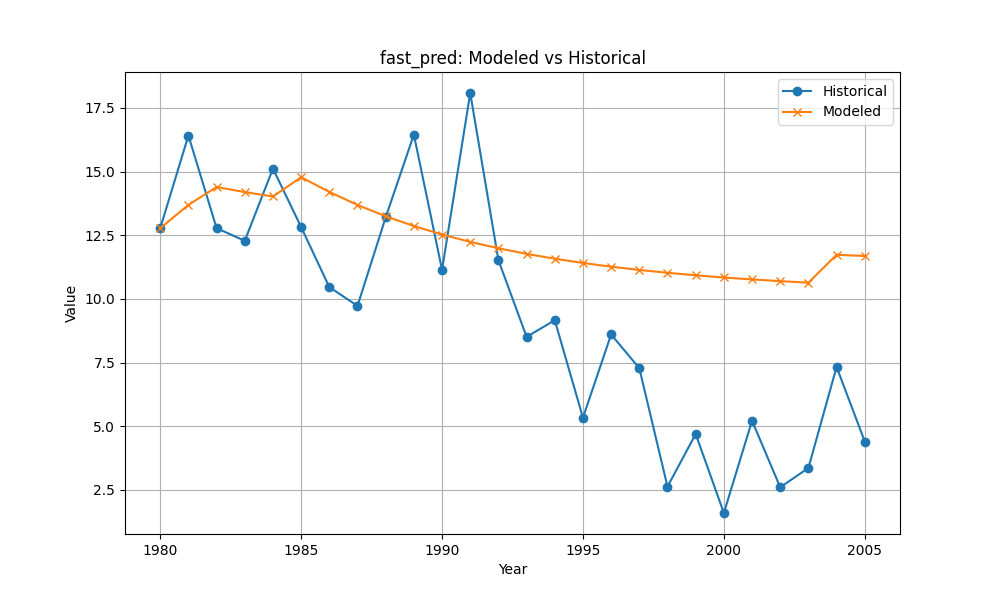 fast_pred: Modeled vs Historical
Historical
Modeled
Value
17.5
15.0
12.5
10.0
7.5
5.0
2.5
1980
1985
1990
1995
2000
2005
Year